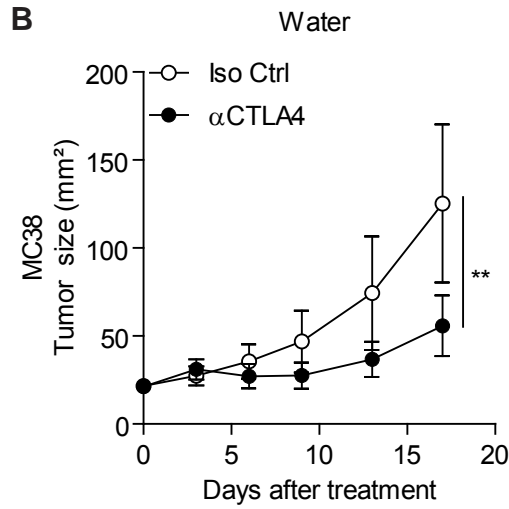 B
Water
Iso Ctrl
αCTLA4
MC38
Tumor size (mm²)
200
150
100
50
0
**
0 5 10 15 20
Days after treatment